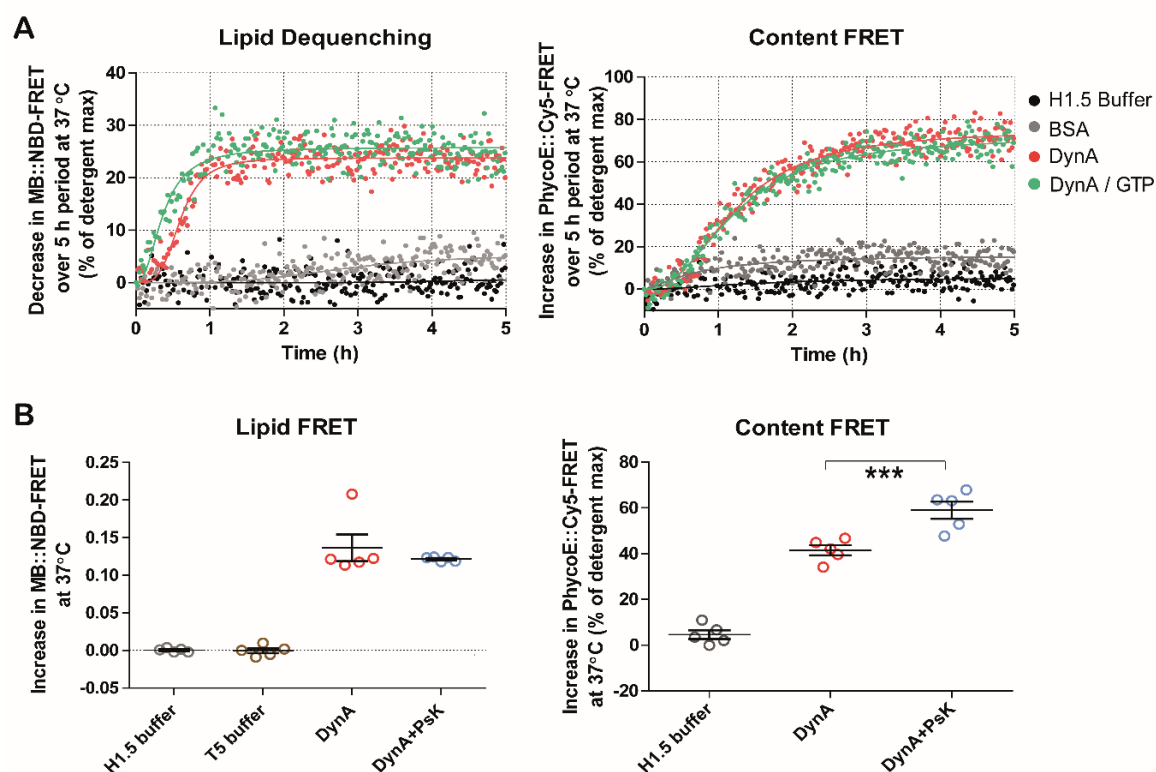 A
Lipid Dequenching
Decrease in MB::NBD-FRET
over 5 h period at 37 °C
(% of detergent max)
40
30
20
10
0
0 1 2 3 4 5
Time (h)
Content FRET
Increase in PhycoE::Cy5-FRET
over 5 h period at 37 °C
(% of detergent max)
100
80
60
40
20
0
0 1 2 3 4 5
Time (h)
H1.5 Buffer
BSA
DynA
DynA / GTP
B
Lipid FRET
Increase in MB::NBD-FRET
at 37°C
0.25
0.20
0.15
0.10
0.05
0.00
-0.05
H1.5 buffer
T5 buffer
DynA
DynA+PsK
Content FRET
Increase in PhycoE::Cy5-FRET
at 37°C (% of detergent max)
80
60
40
20
0
-20
***
H1.5 buffer
DynA
DynA+PsK